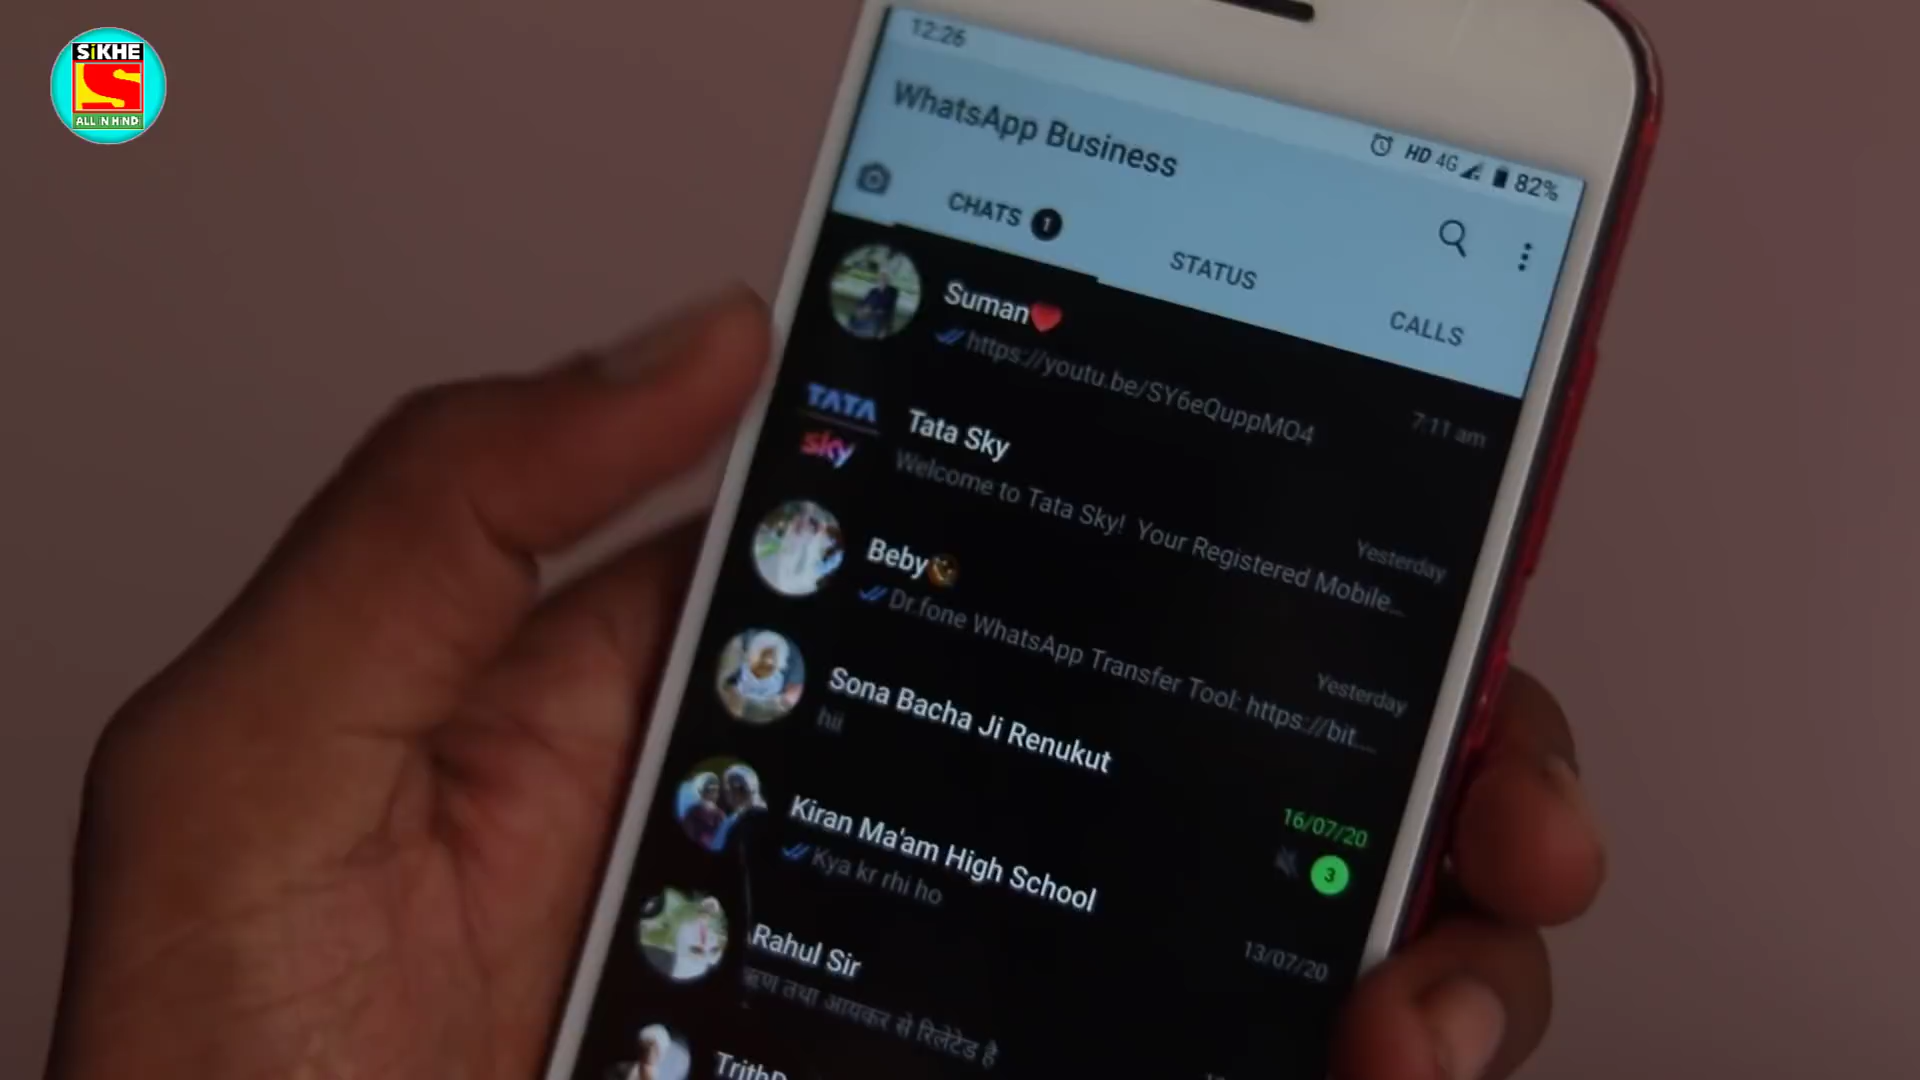 SiKHE
ALL IN HINDI
12:26
HD 4G 82%
WhatsApp Business
CHATS 1
STATUS
CALLS
Suman❤️
https://youtu.be/SY6eQuppMO4
7:11 am
TATA
sky
Tata Sky
Welcome to Tata Sky! Your Registered Mobile...
Yesterday
Beby
Dr.fone WhatsApp Transfer Tool: https://bit....
Yesterday
Sona Bacha Ji Renukut
hii
16/07/20
3
Kiran Ma'am High School
Kya kr rhi ho
13/07/20
Rahul Sir
ऋण तथा आयकर से रिलेटेड है